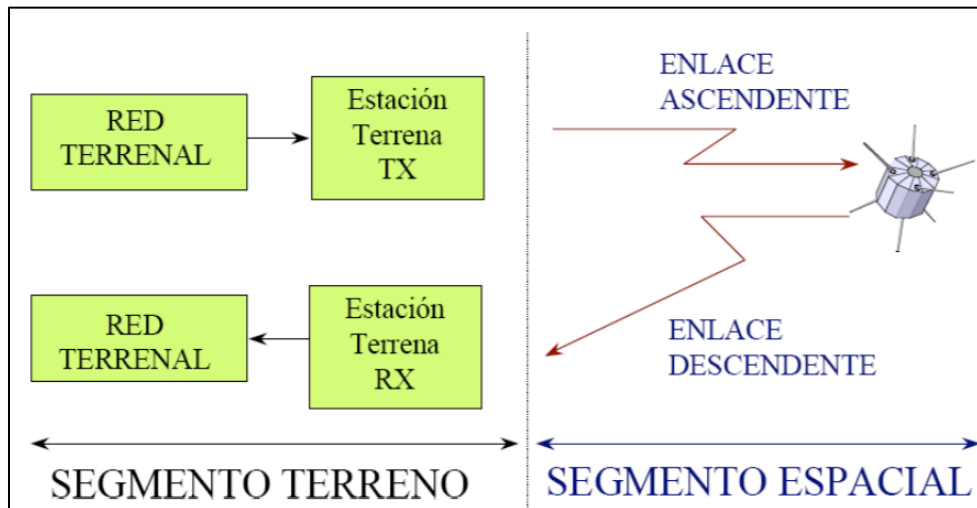 RED
TERRENAL
Estación
Terrena
TX
ENLACE
ASCENDENTE
RED
TERRENAL
Estación
Terrena
RX
ENLACE
DESCENDENTE
SEGMENTO TERRENO
SEGMENTO ESPACIAL